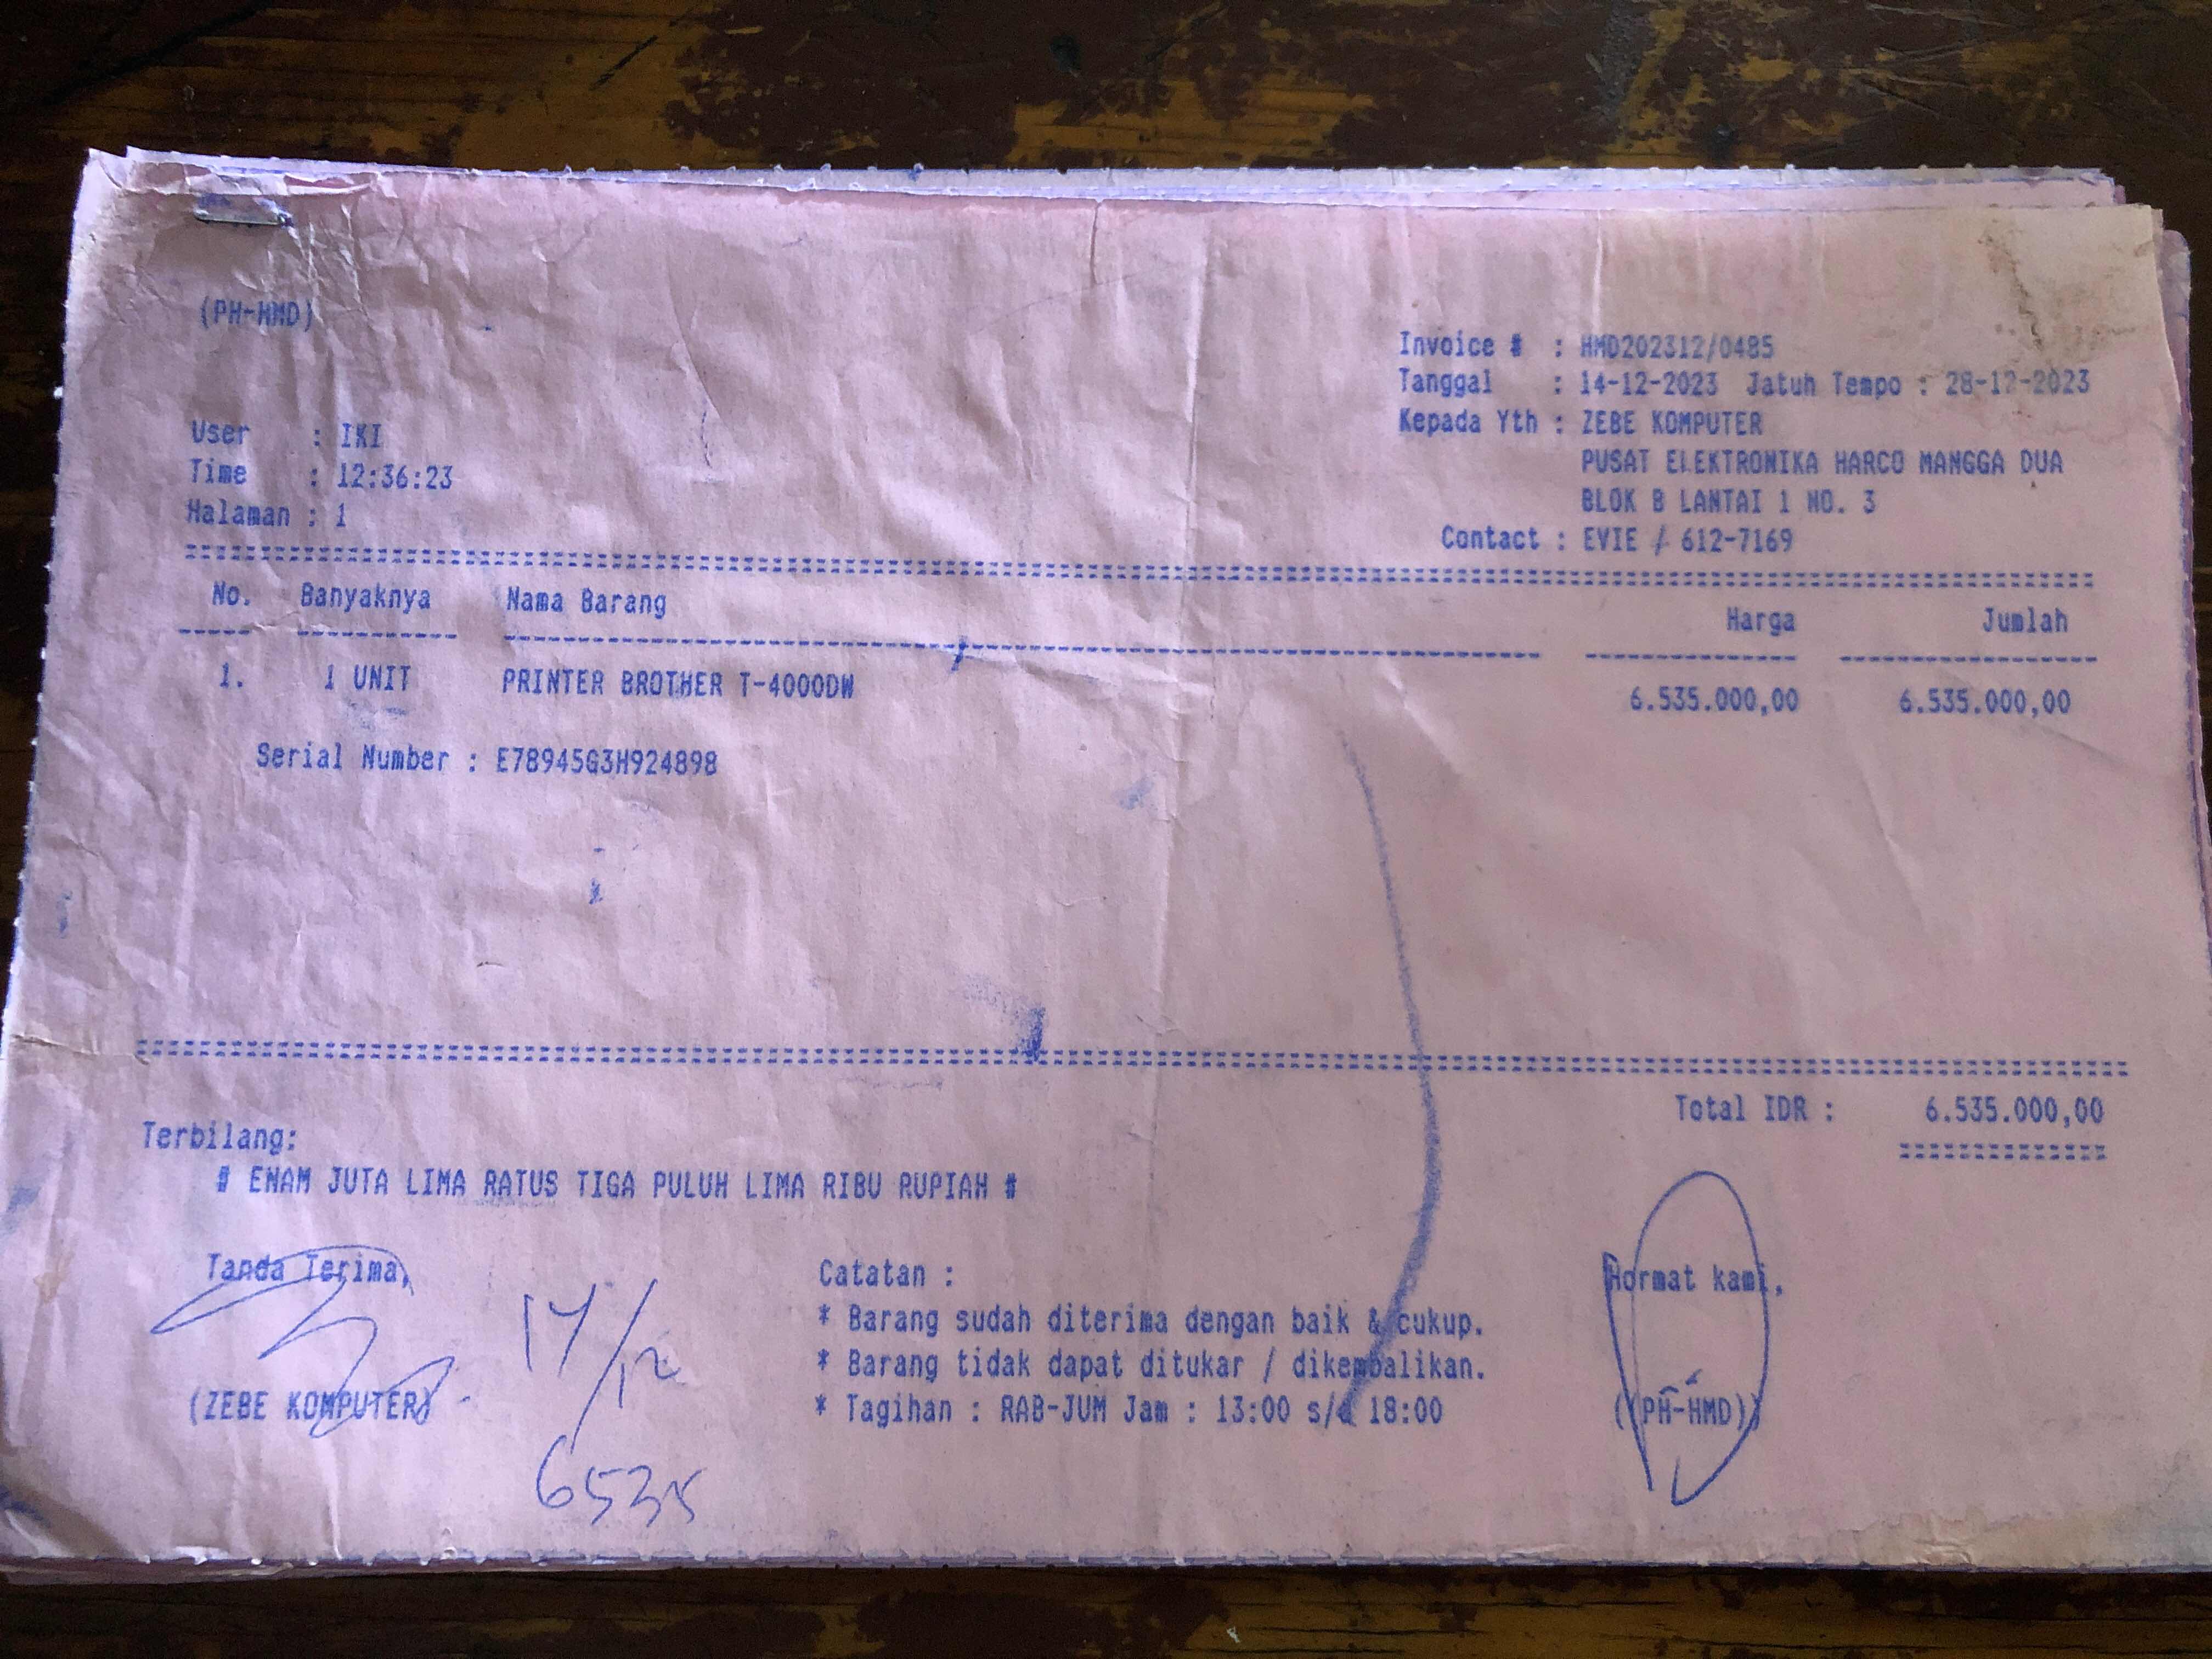 (PH-HMD)
Invoice # : HMD202312/0485
Tanggal : 14-12-2023 Jatuh Tempo : 28-12-2023
Kepada Yth : ZEBE KOMPUTER
PUSAT ELEKTRONIKA HARCO MANGGA DUA
BLOK B LANTAI 1 NO. 3
Contact : EVIE / 612-7169
User : IKI
Time : 12:36:23
Halaman : 1
No. Banyaknya Nama Barang Harga Jumlah
1. 1 UNIT PRINTER BROTHER T-4000DW 6.535.000,00 6.535.000,00
Serial Number : E78945G3H924898
Total IDR : 6.535.000,00
Terbilang:
# ENAM JUTA LIMA RATUS TIGA PULUH LIMA RIBU RUPIAH #
Tanda Terima,
(ZEBE KOMPUTER)
14/12
6535
Catatan :
* Barang sudah diterima dengan baik & cukup.
* Barang tidak dapat ditukar / dikembalikan.
* Tagihan : RAB-JUM Jam : 13:00 s/d 18:00
Hormat kami,
((PH-HMD))